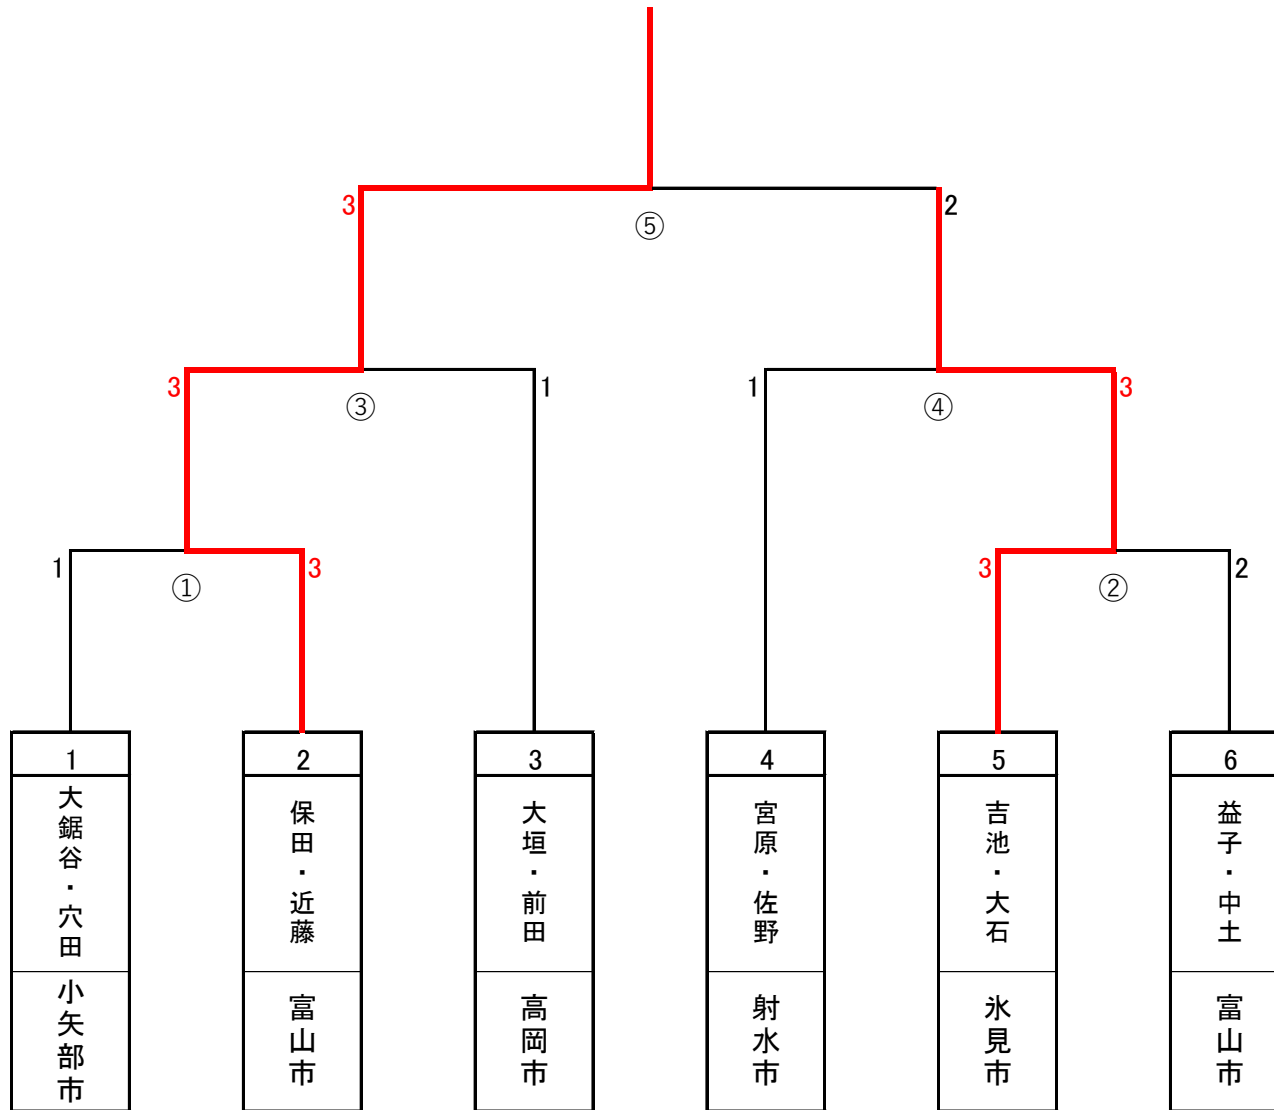 3
2
⑤
3
1
1
3
③
④
1
3
3
2
①
②
1
2
3
4
5
6
大鋸谷・穴田
保田・近藤
大垣・前田
宮原・佐野
吉池・大石
益子・中土
小矢部市
富山市
高岡市
射水市
氷見市
富山市